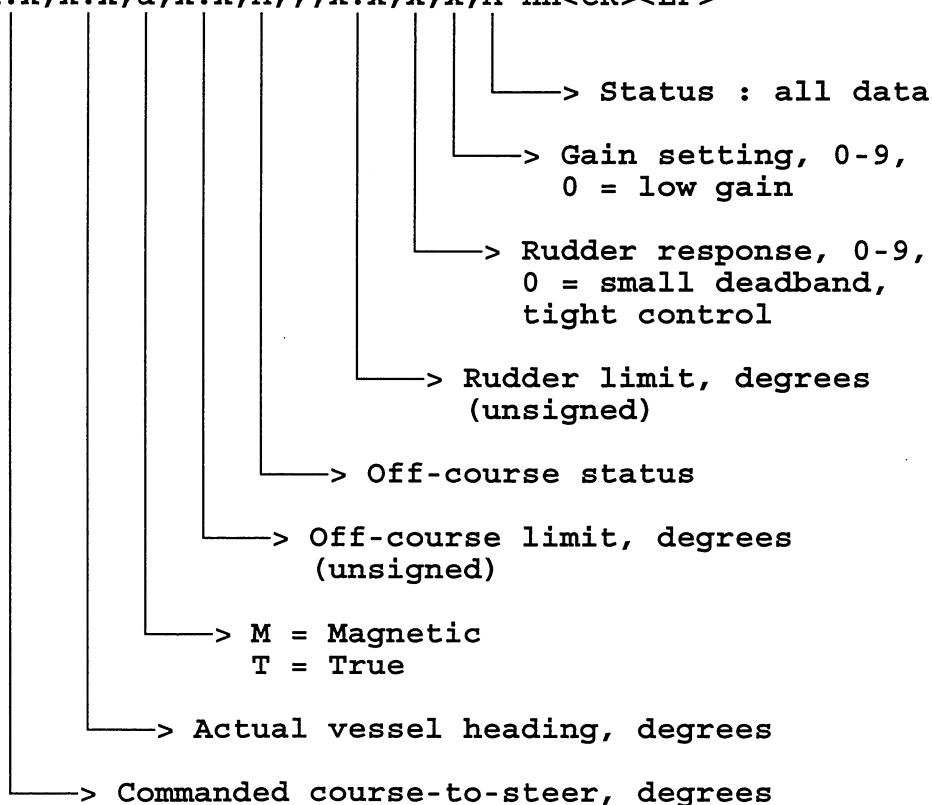 > Status : all data
> Gain setting, 0-9,
0 = low gain
> Rudder response, 0-9,
0 = small deadband,
tight control
> Rudder limit, degrees
(unsigned)
> Off-course status
> Off-course limit, degrees
(unsigned)
> M = Magnetic
T = True
> Actual vessel heading, degrees
> Commanded course-to-steer, degrees